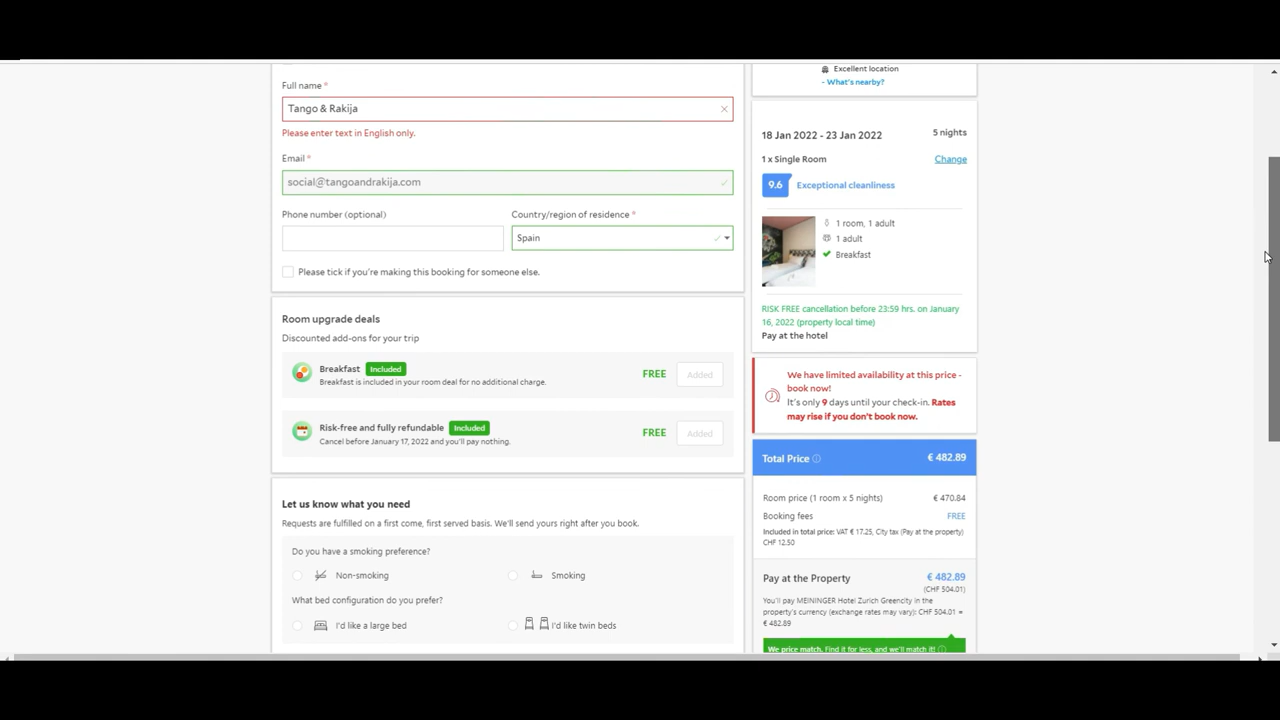 Full name *
Tango & Rakija
Please enter text in English only.
Email *
social@tangoandrakija.com
Phone number (optional)
Country/region of residence *
Spain
Please tick if you're making this booking for someone else.
Room upgrade deals
Discounted add-ons for your trip
Breakfast Included
Breakfast is included in your room deal for no additional charge.
FREE Added
Risk-free and fully refundable Included
Cancel before January 17, 2022 and you'll pay nothing.
FREE Added
Let us know what you need
Requests are fulfilled on a first come, first served basis. We'll send yours right after you book.
Do you have a smoking preference?
Non-smoking
Smoking
What bed configuration do you prefer?
I'd like a large bed
I'd like twin beds
Excellent location
- What's nearby?
18 Jan 2022 - 23 Jan 2022 5 nights
1 x Single Room Change
9.6 Exceptional cleanliness
1 room, 1 adult
1 adult
Breakfast
RISK FREE cancellation before 23:59 hrs. on January
16, 2022 (property local time)
Pay at the hotel
We have limited availability at this price -
book now!
It's only 9 days until your check-in. Rates
may rise if you don't book now.
Total Price € 482.89
Room price (1 room x 5 nights) € 470.84
Booking fees FREE
Included in total price: VAT € 17.25, City tax (Pay at the property)
CHF 12.50
Pay at the Property € 482.89
(CHF 504.01)
You'll pay MEININGER Hotel Zurich Greencity in the
property's currency (exchange rates may vary): CHF 504.01 =
€ 482.89
We price match. Find it for less, and we'll match it!